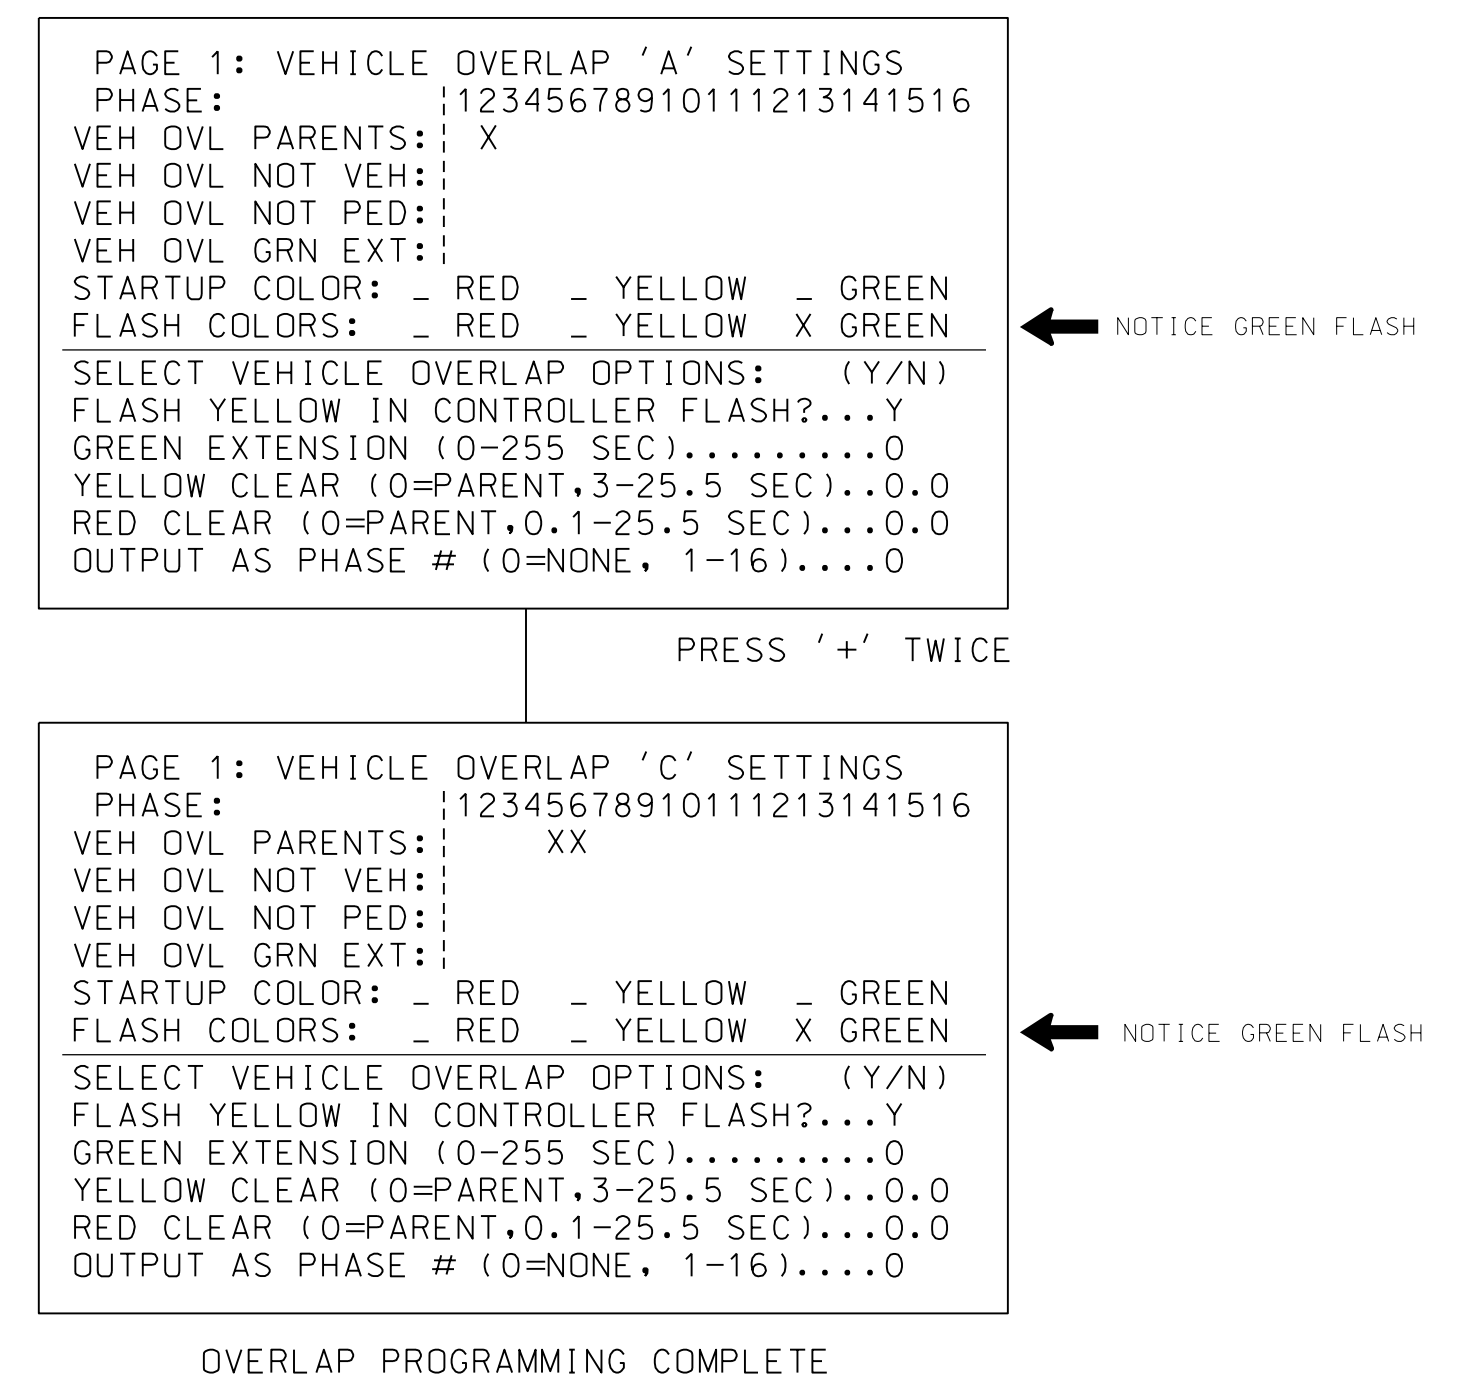 PAGE 1: VEHICLE OVERLAP 'A' SETTINGS
PHASE: |12345678910111213141516
VEH OVL PARENTS: | X
VEH OVL NOT VEH: |
VEH OVL NOT PED: |
VEH OVL GRN EXT: |
STARTUP COLOR: _ RED _ YELLOW _ GREEN
FLASH COLORS: _ RED _ YELLOW X GREEN
NOTICE GREEN FLASH
SELECT VEHICLE OVERLAP OPTIONS: (Y/N)
FLASH YELLOW IN CONTROLLER FLASH?...Y
GREEN EXTENSION (0-255 SEC).........0
YELLOW CLEAR (0=PARENT,3-25.5 SEC)..0.0
RED CLEAR (0=PARENT,0.1-25.5 SEC)...0.0
OUTPUT AS PHASE # (0=NONE, 1-16)....0
PRESS '+' TWICE
PAGE 1: VEHICLE OVERLAP 'C' SETTINGS
PHASE: |12345678910111213141516
VEH OVL PARENTS: | XX
VEH OVL NOT VEH: |
VEH OVL NOT PED: |
VEH OVL GRN EXT: |
STARTUP COLOR: _ RED _ YELLOW _ GREEN
FLASH COLORS: _ RED _ YELLOW X GREEN
NOTICE GREEN FLASH
SELECT VEHICLE OVERLAP OPTIONS: (Y/N)
FLASH YELLOW IN CONTROLLER FLASH?...Y
GREEN EXTENSION (0-255 SEC).........0
YELLOW CLEAR (0=PARENT,3-25.5 SEC)..0.0
RED CLEAR (0=PARENT,0.1-25.5 SEC)...0.0
OUTPUT AS PHASE # (0=NONE, 1-16)....0
OVERLAP PROGRAMMING COMPLETE